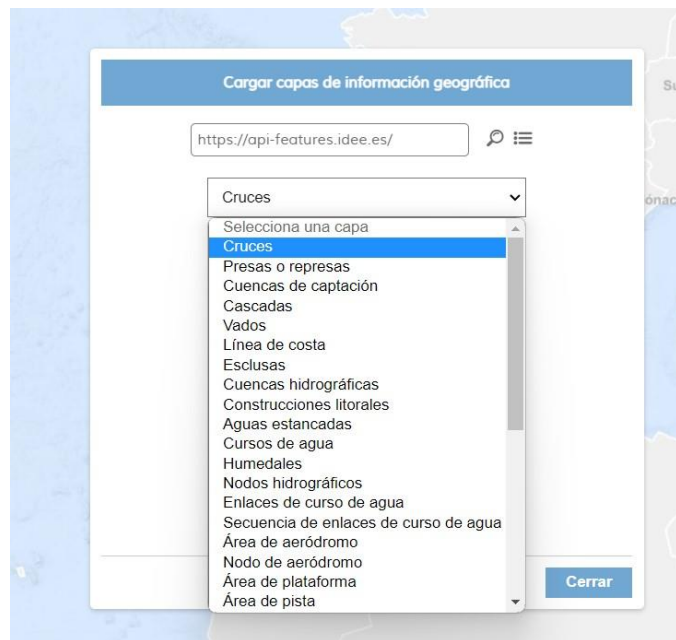 Cargar capas de información geográfica
https://api-features.idee.es/
Cruces
Selecciona una capa
Cruces
Presas o represas
Cuencas de captación
Cascadas
Vados
Línea de costa
Esclusas
Cuencas hidrográficas
Construcciones litorales
Aguas estancadas
Cursos de agua
Humedales
Nodos hidrográficos
Enlaces de curso de agua
Secuencia de enlaces de curso de agua
Área de aeródromo
Nodo de aeródromo
Área de plataforma
Área de pista
Cerrar